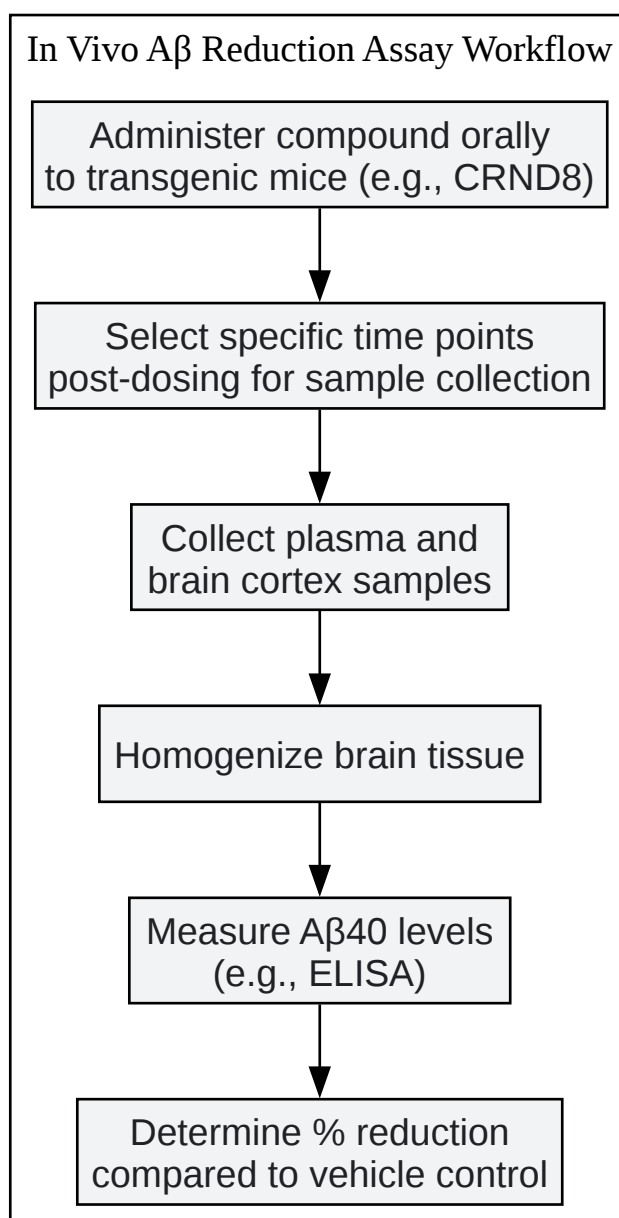 In Vivo Aβ Reduction Assay Workflow
Administer compound orally
to transgenic mice (e.g., CRND8)
Select specific time points
post-dosing for sample collection
Collect plasma and
brain cortex samples
Homogenize brain tissue
Measure Aβ40 levels
(e.g., ELISA)
Determine % reduction
compared to vehicle control